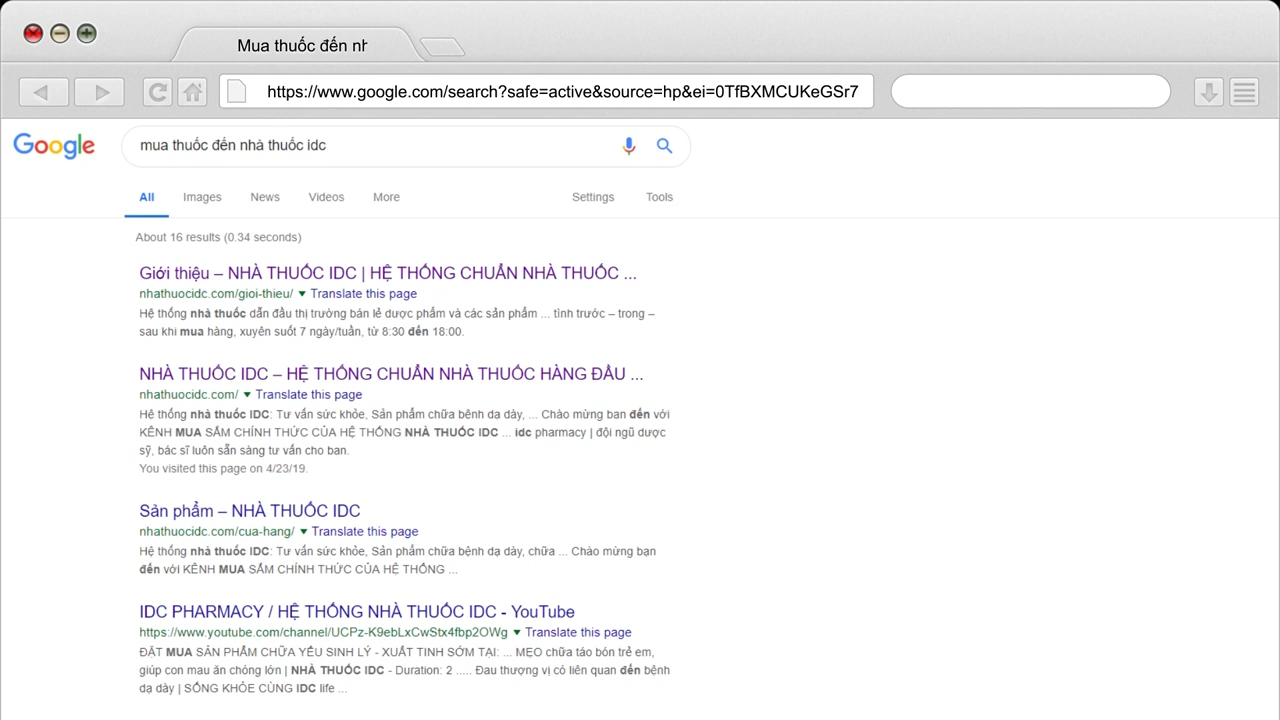 Mua thuốc đến nh
https://www.google.com/search?safe=active&source=hp&ei=0TfBXMCUKeGSr7
Google
mua thuốc đến nhà thuốc idc
All Images News Videos More Settings Tools
About 16 results (0.34 seconds)
Giới thiệu – NHÀ THUỐC IDC | HỆ THỐNG CHUẨN NHÀ THUỐC ...
nhathuocidc.com/gioi-thieu/ Translate this page
Hệ thống nhà thuốc dẫn đầu thị trường bán lẻ dược phẩm và các sản phẩm ... tình trước – trong –
sau khi mua hàng, xuyên suốt 7 ngày/tuần, từ 8:30 đến 18:00.
NHÀ THUỐC IDC – HỆ THỐNG CHUẨN NHÀ THUỐC HÀNG ĐẦU ...
nhathuocidc.com/ Translate this page
Hệ thống nhà thuốc IDC: Tư vấn sức khỏe, Sản phẩm chữa bệnh dạ dày, ... Chào mừng bạn đến với
KÊNH MUA SẮM CHÍNH THỨC CỦA HỆ THỐNG NHÀ THUỐC IDC ... idc pharmacy | đội ngũ dược
sỹ, bác sĩ luôn sẵn sàng tư vấn cho bạn.
You visited this page on 4/23/19.
Sản phẩm – NHÀ THUỐC IDC
nhathuocidc.com/cua-hang/ Translate this page
Hệ thống nhà thuốc IDC: Tư vấn sức khỏe, Sản phẩm chữa bệnh dạ dày, chữa ... Chào mừng bạn
đến với KÊNH MUA SẮM CHÍNH THỨC CỦA HỆ THỐNG ...
IDC PHARMACY / HỆ THỐNG NHÀ THUỐC IDC - YouTube
https://www.youtube.com/channel/UCPz-K9ebLxCwStx4fbp2OWg Translate this page
ĐẶT MUA SẢN PHẨM CHỮA YẾU SINH LÝ - XUẤT TINH SỚM TẠI: ... MẸO chữa táo bón trẻ em,
giúp con mau ăn chóng lớn | NHÀ THUỐC IDC - Duration: 2 ..... Đau thượng vị có liên quan đến bệnh
dạ dày | SỐNG KHỎE CÙNG IDC life ...